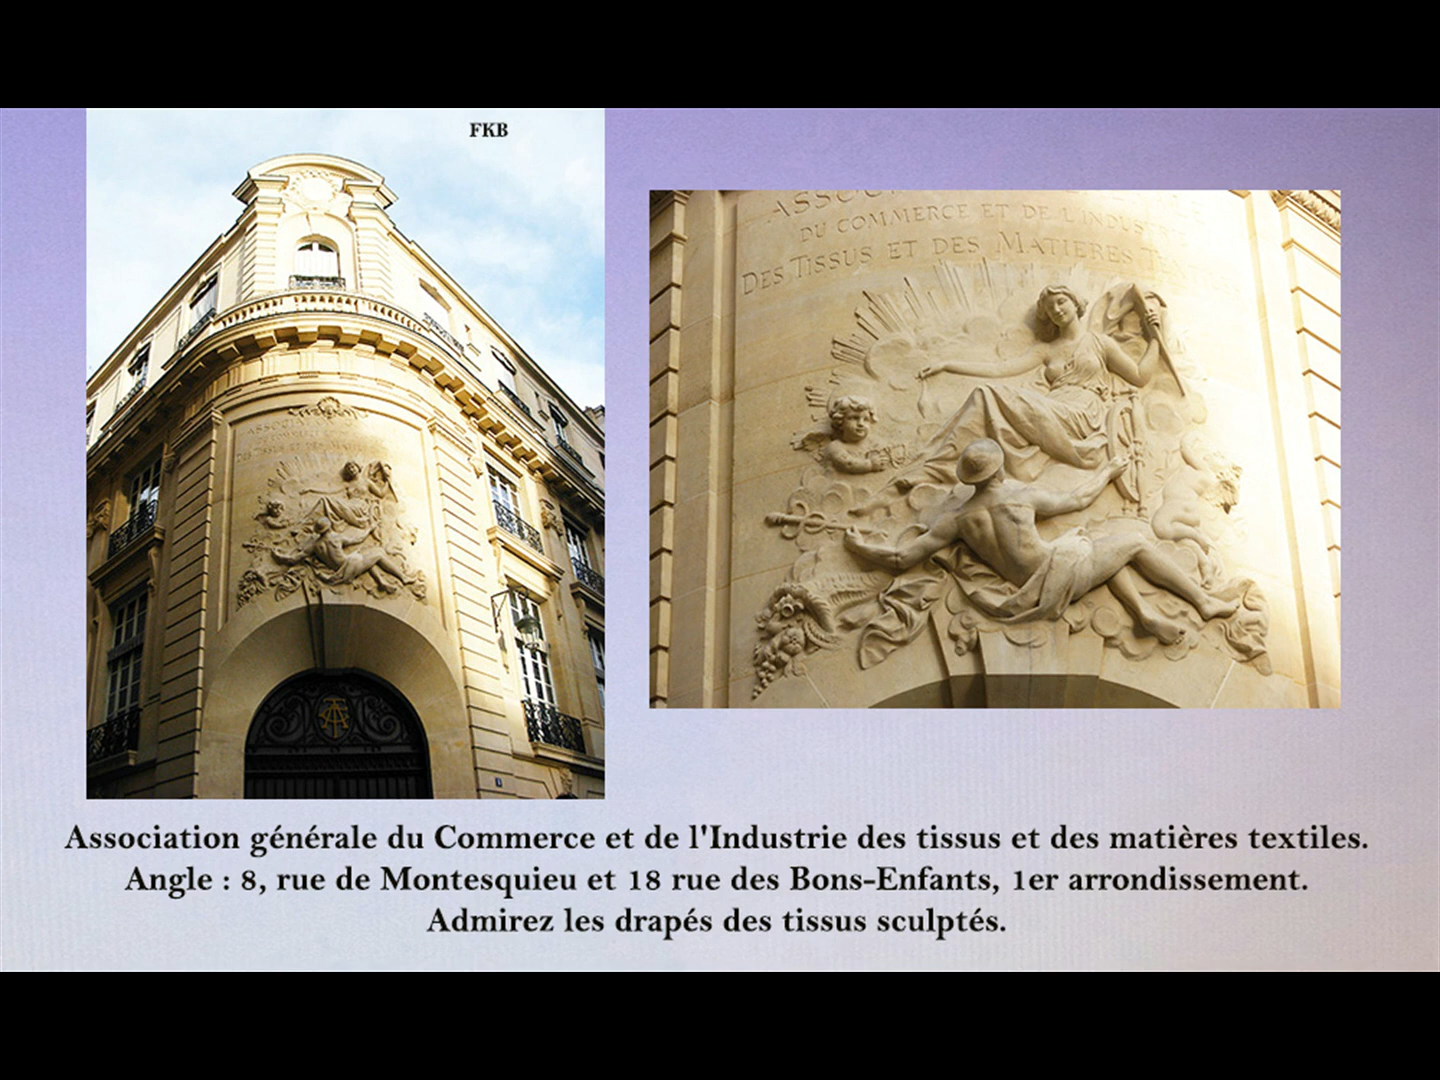 FKB
ASSOCI
DU COMMERCE ET DE L'INDUST
DES TISSUS ET DES MATIERES T
Association générale du Commerce et de l'Industrie des tissus et des matières textiles.
Angle : 8, rue de Montesquieu et 18 rue des Bons-Enfants, 1er arrondissement.
Admirez les drapés des tissus sculptés.